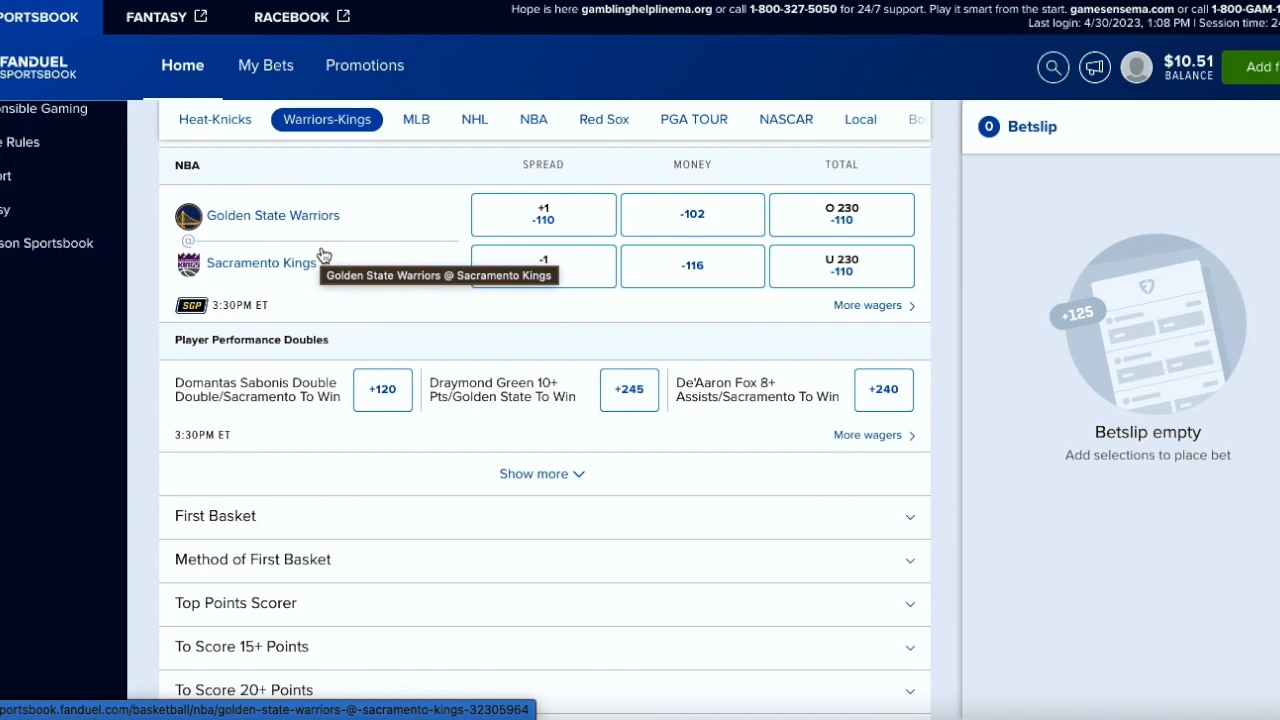 PORTSBOOK
FANTASY
RACEBOOK
Hope is here gamblinghelplinema.org or call 1-800-327-5050 for 24/7 support. Play it smart from the start. gamesensema.com or call 1-800-GAM-1
Last login: 4/30/2023, 1:08 PM | Session time: 2
FANDUEL
SPORTSBOOK
Home
My Bets
Promotions
$10.51
BALANCE
Add f
nsible Gaming
e Rules
ort
sy
son Sportsbook
Heat-Knicks
Warriors-Kings
MLB
NHL
NBA
Red Sox
PGA TOUR
NASCAR
Local
Bo
0
Betslip
NBA
SPREAD
MONEY
TOTAL
Golden State Warriors
+1
-110
-102
O 230
-110
@
Sacramento Kings
Golden State Warriors @ Sacramento Kings
-1
-116
U 230
-110
SGP 3:30PM ET
More wagers
Player Performance Doubles
Domantas Sabonis Double
Double/Sacramento To Win
+120
Draymond Green 10+
Pts/Golden State To Win
+245
De'Aaron Fox 8+
Assists/Sacramento To Win
+240
3:30PM ET
More wagers
Show more
First Basket
Method of First Basket
Top Points Scorer
To Score 15+ Points
To Score 20+ Points
+125
Betslip empty
Add selections to place bet
portsbook.fanduel.com/basketball/nba/golden-state-warriors-@-sacramento-kings-32305964